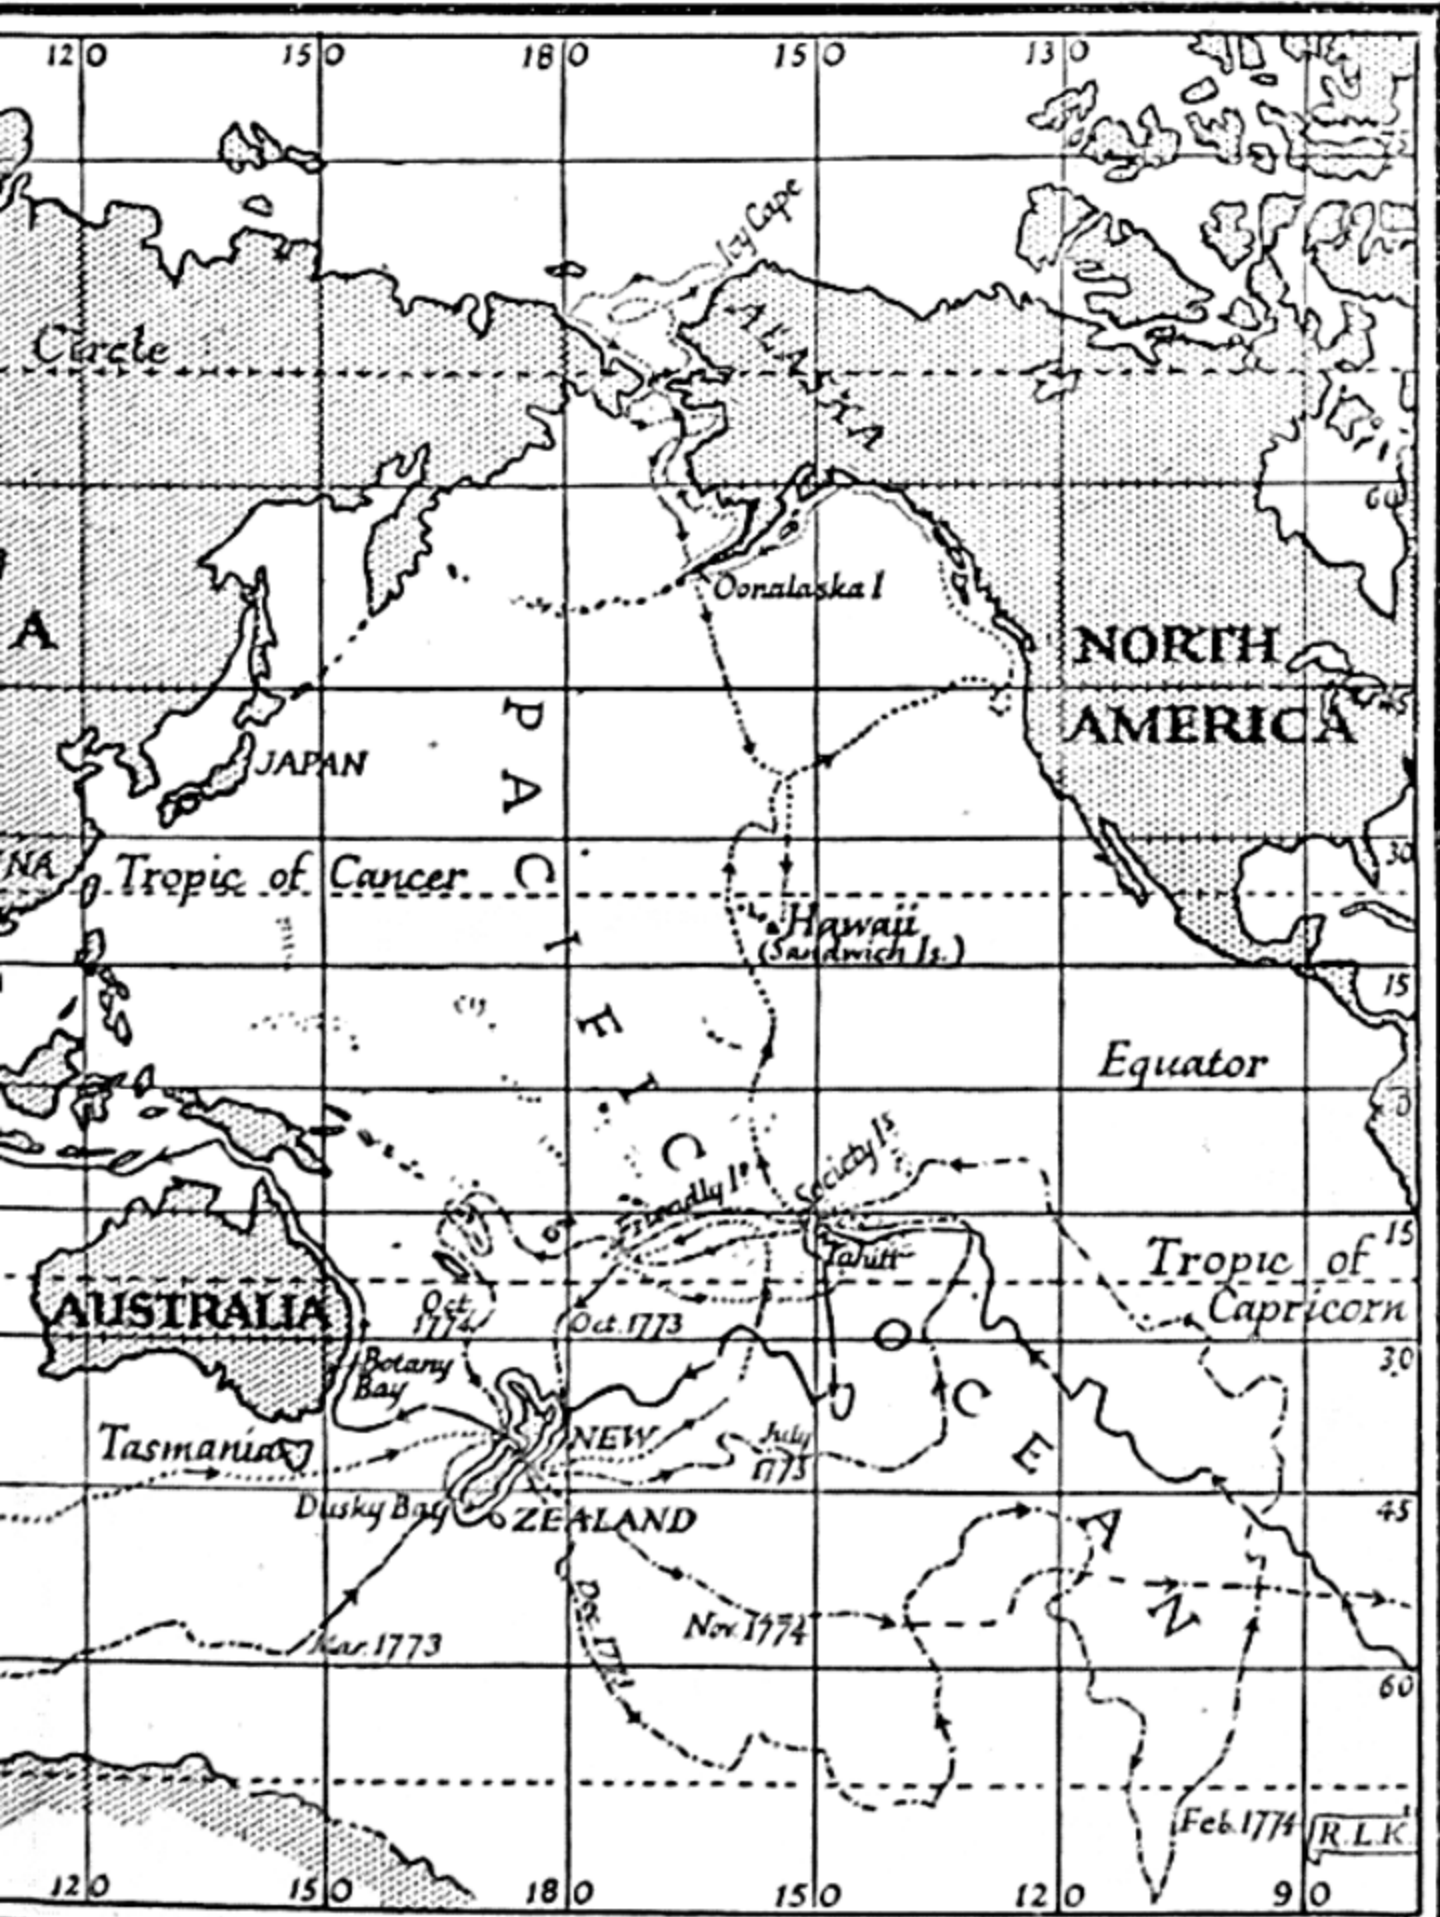 120 150 180 150 130
Icy Cape
ALASKA
Circle
60
Oonalaska I
A
NORTH
45
AMERICA
PACIFIC
JAPAN
30
NA
Tropic of Cancer
Hawaii
(Sandwich Is.)
15
Equator
0
Society Is.
Friendly Is
15
Tahiti
Tropic of
Capricorn
AUSTRALIA
Oct.
1774
Oct. 1773
OCEAN
30
Botany
Bay
Tasmania
NEW
July
1773
Dusky Bay
ZEALAND
45
Nov. 1774
Mar. 1773
60
Feb. 1774
R.L.K.
120 150 180 150 120 90